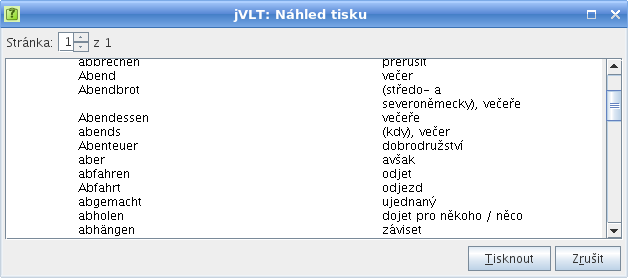 jVLT: Náhled tisku
Stránka: 1 z 1
abbrechen přerušit
Abend večer
Abendbrot (středo- a
severoněmecky), večeře
Abendessen večeře
abends (kdy), večer
Abenteuer dobrodružství
aber avšak
abfahren odjet
Abfahrt odjezd
abgemacht ujednaný
abholen dojet pro někoho / něco
abhängen záviset
Tisknout Zrušit